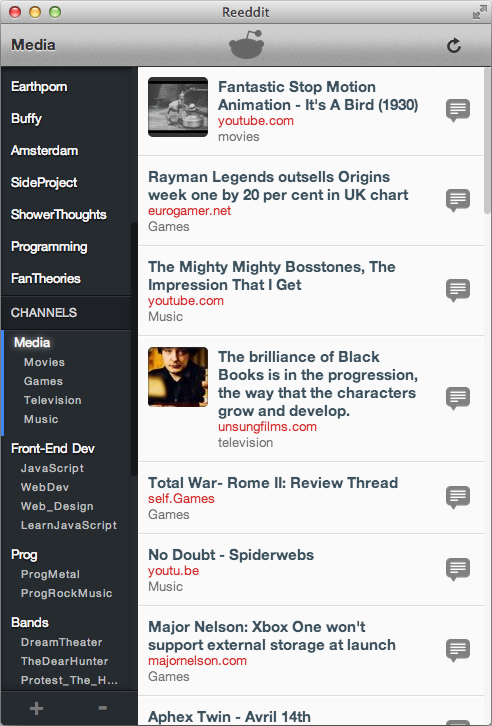 Reeddit
Media
Earthporn
Buffy
Amsterdam
SideProject
ShowerThoughts
Programming
FanTheories
CHANNELS
Media
Movies
Games
Television
Music
Front-End Dev
JavaScript
WebDev
Web_Design
LearnJavaScript
Prog
ProgMetal
ProgRockMusic
Bands
DreamTheater
TheDearHunter
Protest_The_H...
+
-
Fantastic Stop Motion
Animation - It's A Bird (1930)
youtube.com
movies
Rayman Legends outsells Origins
week one by 20 per cent in UK chart
eurogamer.net
Games
The Mighty Mighty Bosstones, The
Impression That I Get
youtube.com
Music
The brilliance of Black
Books is in the progression,
the way that the characters
grow and develop.
unsungfilms.com
television
Total War- Rome II: Review Thread
self.Games
Games
No Doubt - Spiderwebs
youtu.be
Music
Major Nelson: Xbox One won't
support external storage at launch
majornelson.com
Games
Aphex Twin - Avril 14th